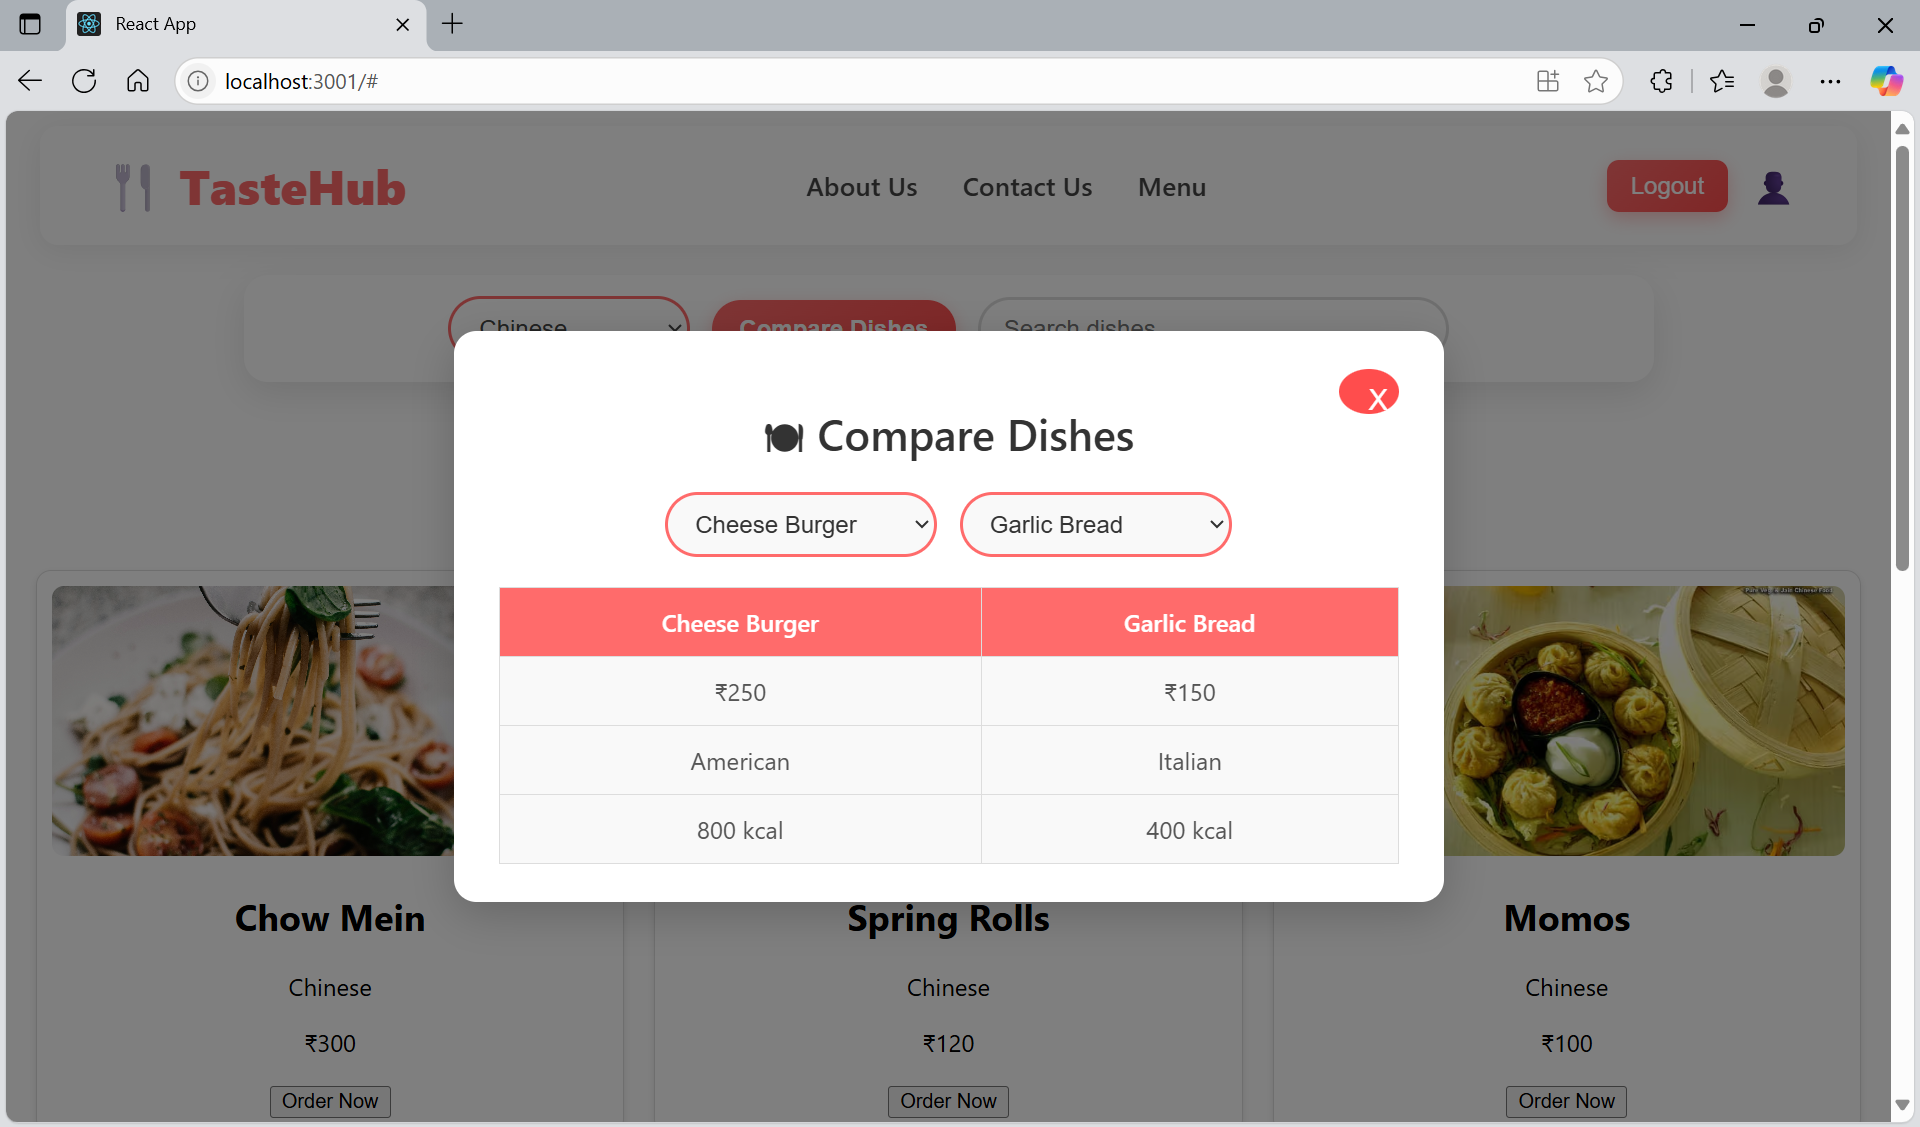 React App
localhost:3001/#
TasteHub
About Us
Contact Us
Menu
Logout
Chinese
Compare Dishes
Search dishes
X
Compare Dishes
Cheese Burger
Garlic Bread
Cheese Burger
Garlic Bread
₹250
₹150
American
Italian
800 kcal
400 kcal
Chow Mein
Spring Rolls
Momos
Chinese
Chinese
Chinese
₹300
₹120
₹100
Order Now
Order Now
Order Now